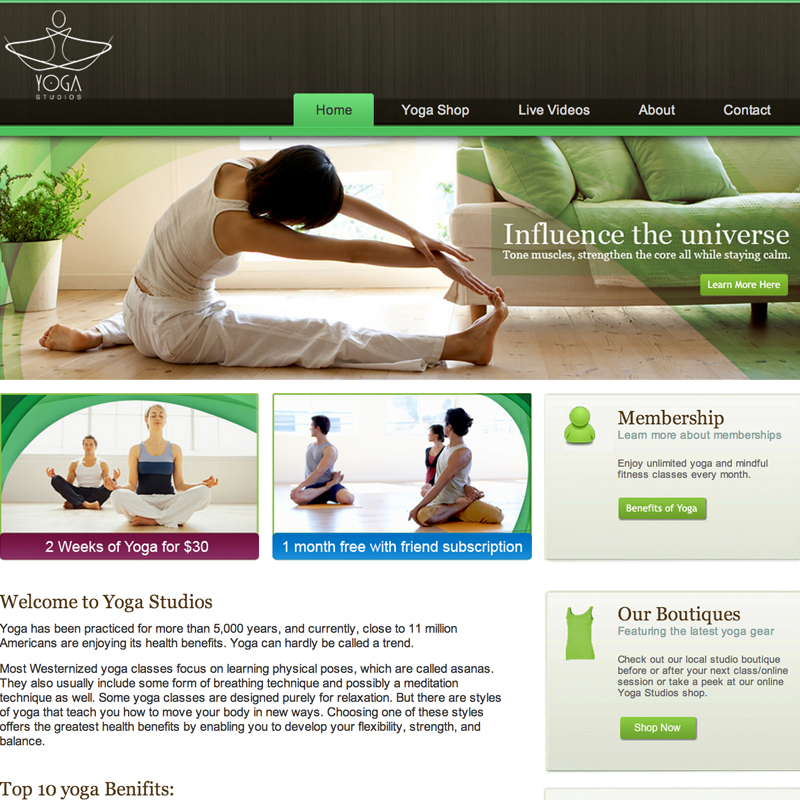 YOGA
STUDIOS
Home
Yoga Shop
Live Videos
About
Contact
Influence the universe
Tone muscles, strengthen the core all while staying calm.
Learn More Here
2 Weeks of Yoga for $30
1 month free with friend subscription
Membership
Learn more about memberships
Enjoy unlimited yoga and mindful
fitness classes every month.
Benefits of Yoga
Welcome to Yoga Studios
Yoga has been practiced for more than 5,000 years, and currently, close to 11 million
Americans are enjoying its health benefits. Yoga can hardly be called a trend.
Most Westernized yoga classes focus on learning physical poses, which are called asanas.
They also usually include some form of breathing technique and possibly a meditation
technique as well. Some yoga classes are designed purely for relaxation. But there are styles
of yoga that teach you how to move your body in new ways. Choosing one of these styles
offers the greatest health benefits by enabling you to develop your flexibility, strength, and
balance.
Our Boutiques
Featuring the latest yoga gear
Check out our local studio boutique
before or after your next class/online
session or take a peek at our online
Yoga Studios shop.
Shop Now
Top 10 yoga Benifits: